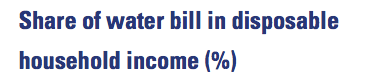 Share of water bill in disposable
household income (%)